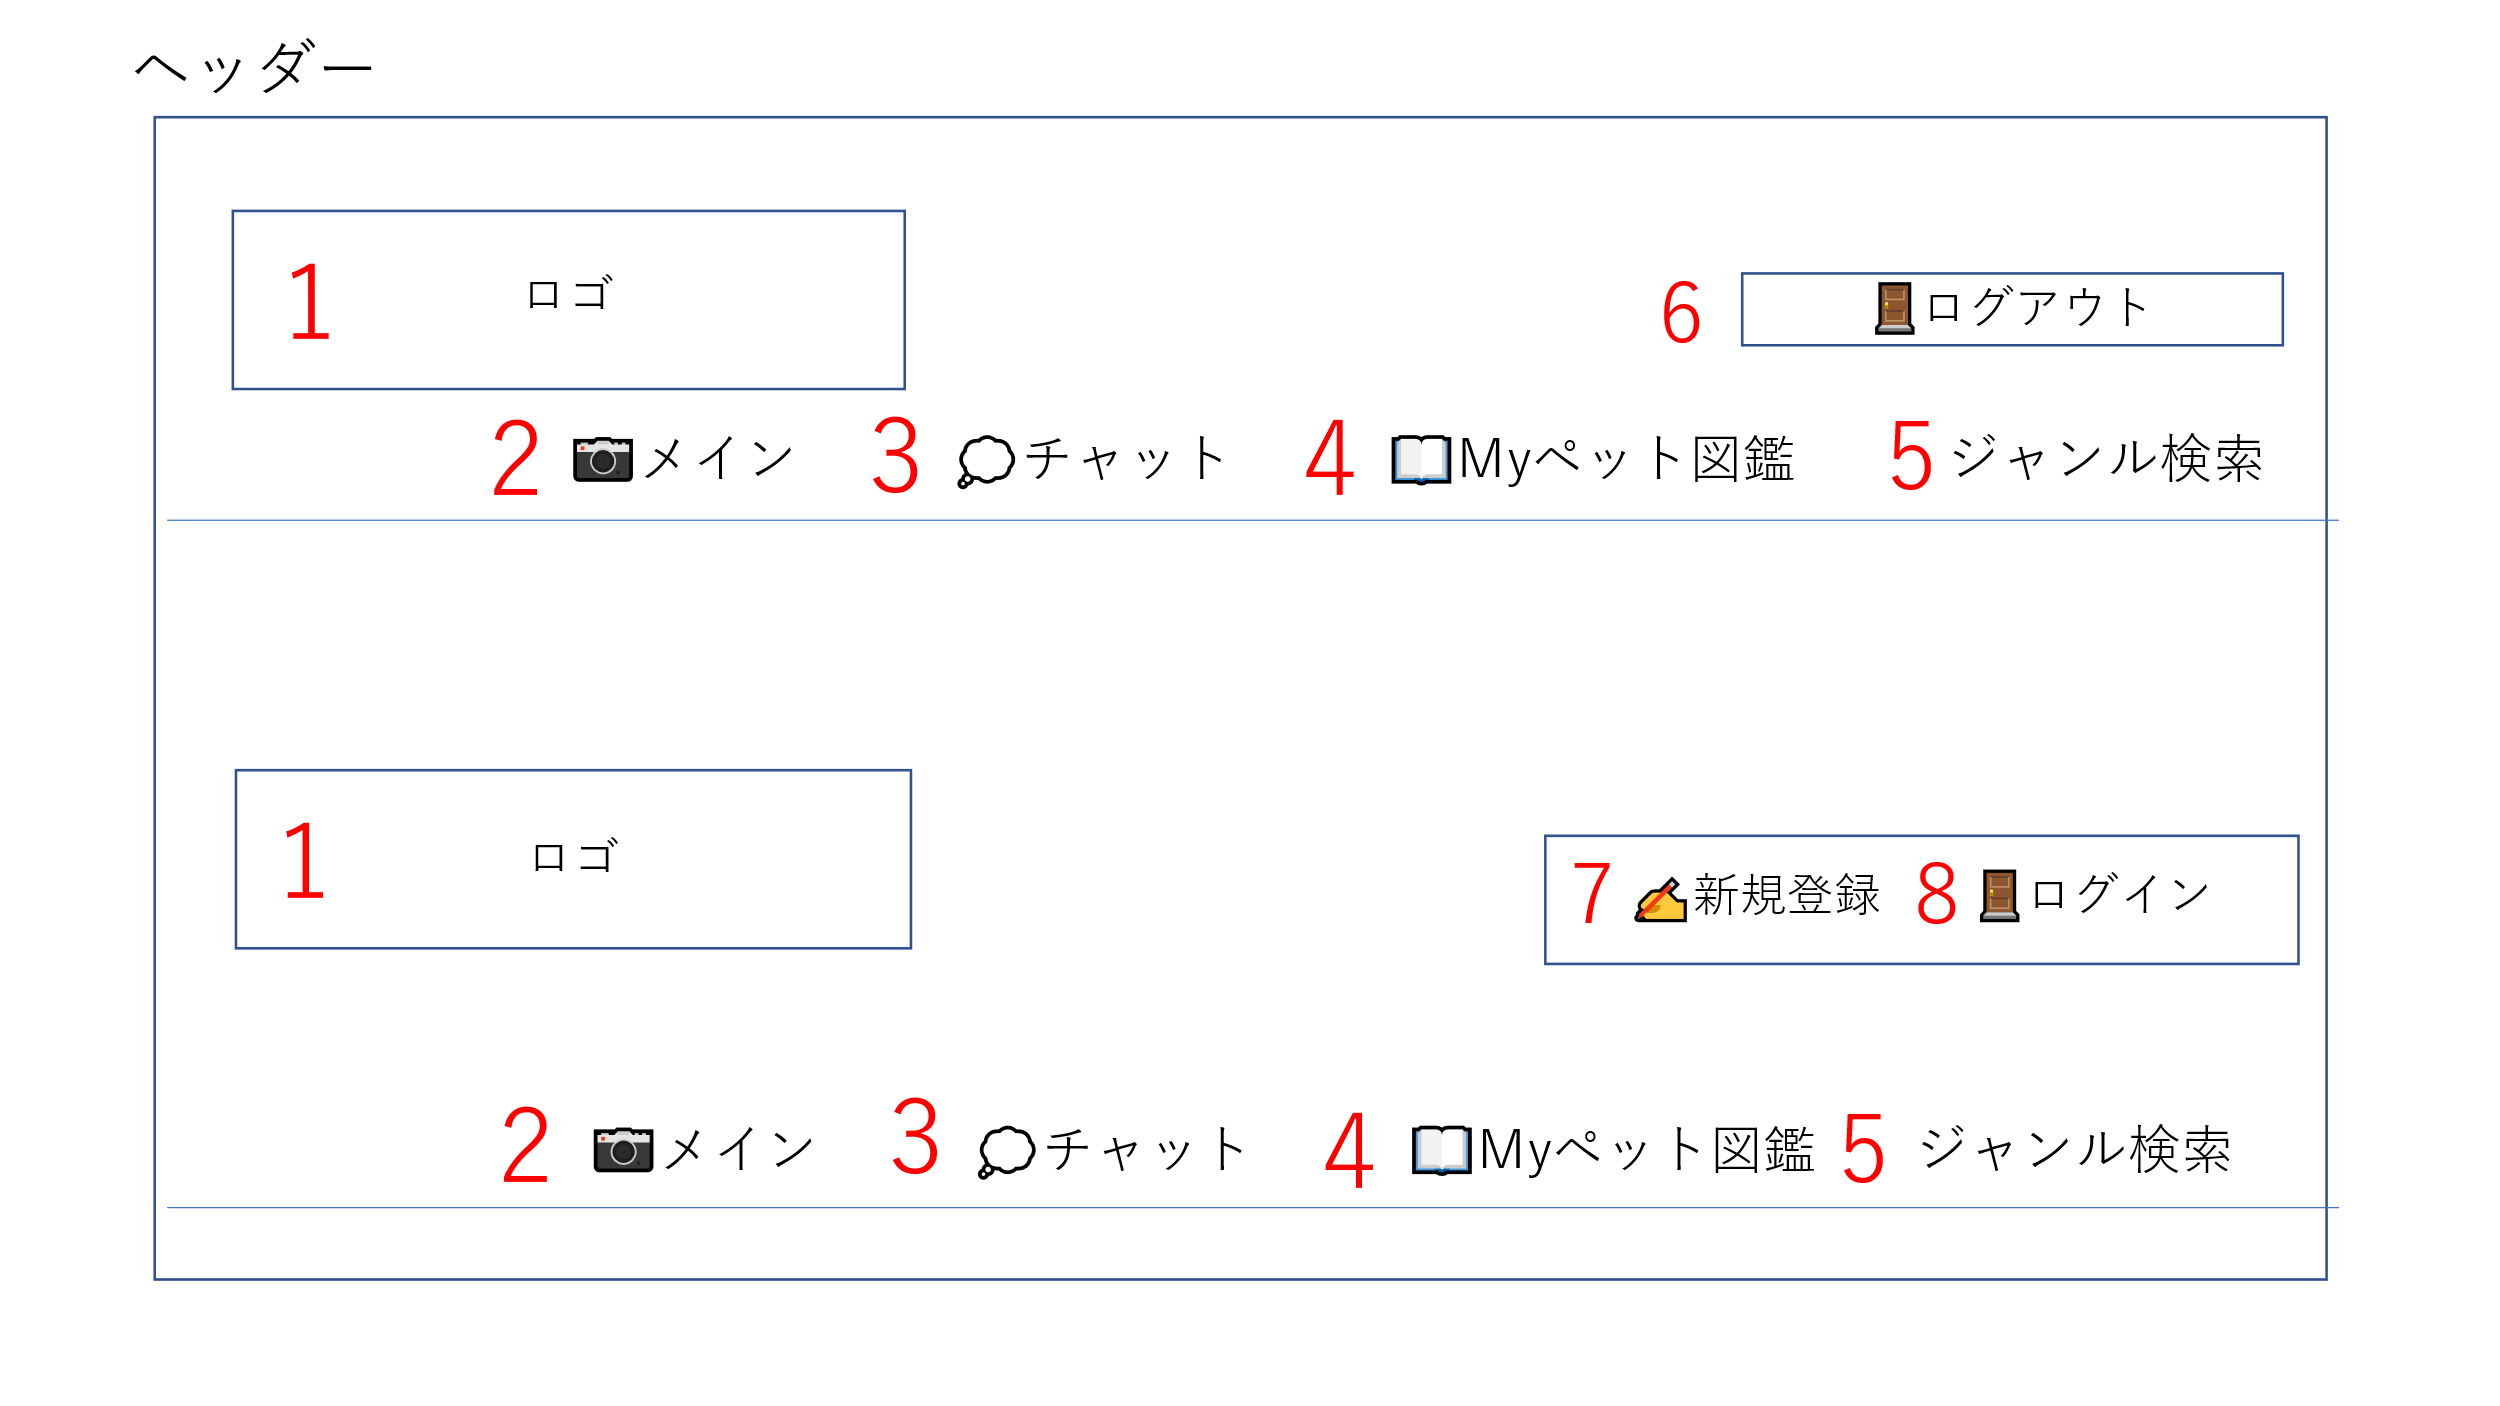 ヘッダー
1 ロゴ
6 🚪ログアウト
2 📷メイン 3 💭チャット 4 📖Myペット図鑑 5 ジャンル検索
1 ロゴ
7 ✍新規登録 8 🚪ログイン
2 📷メイン 3 💭チャット 4 📖Myペット図鑑 5 ジャンル検索